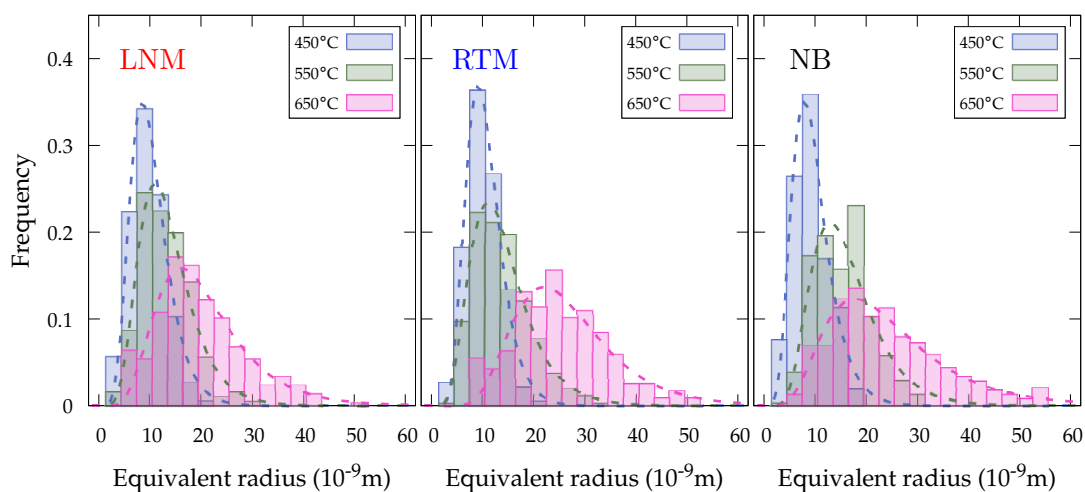 LNM
450°C
550°C
650°C
RTM
450°C
550°C
650°C
NB
450°C
550°C
650°C
Frequency
0.4
0.3
0.2
0.1
0
0 10 20 30 40 50 60
0 10 20 30 40 50 60
0 10 20 30 40 50 60
Equivalent radius (10-9m)
Equivalent radius (10-9m)
Equivalent radius (10-9m)